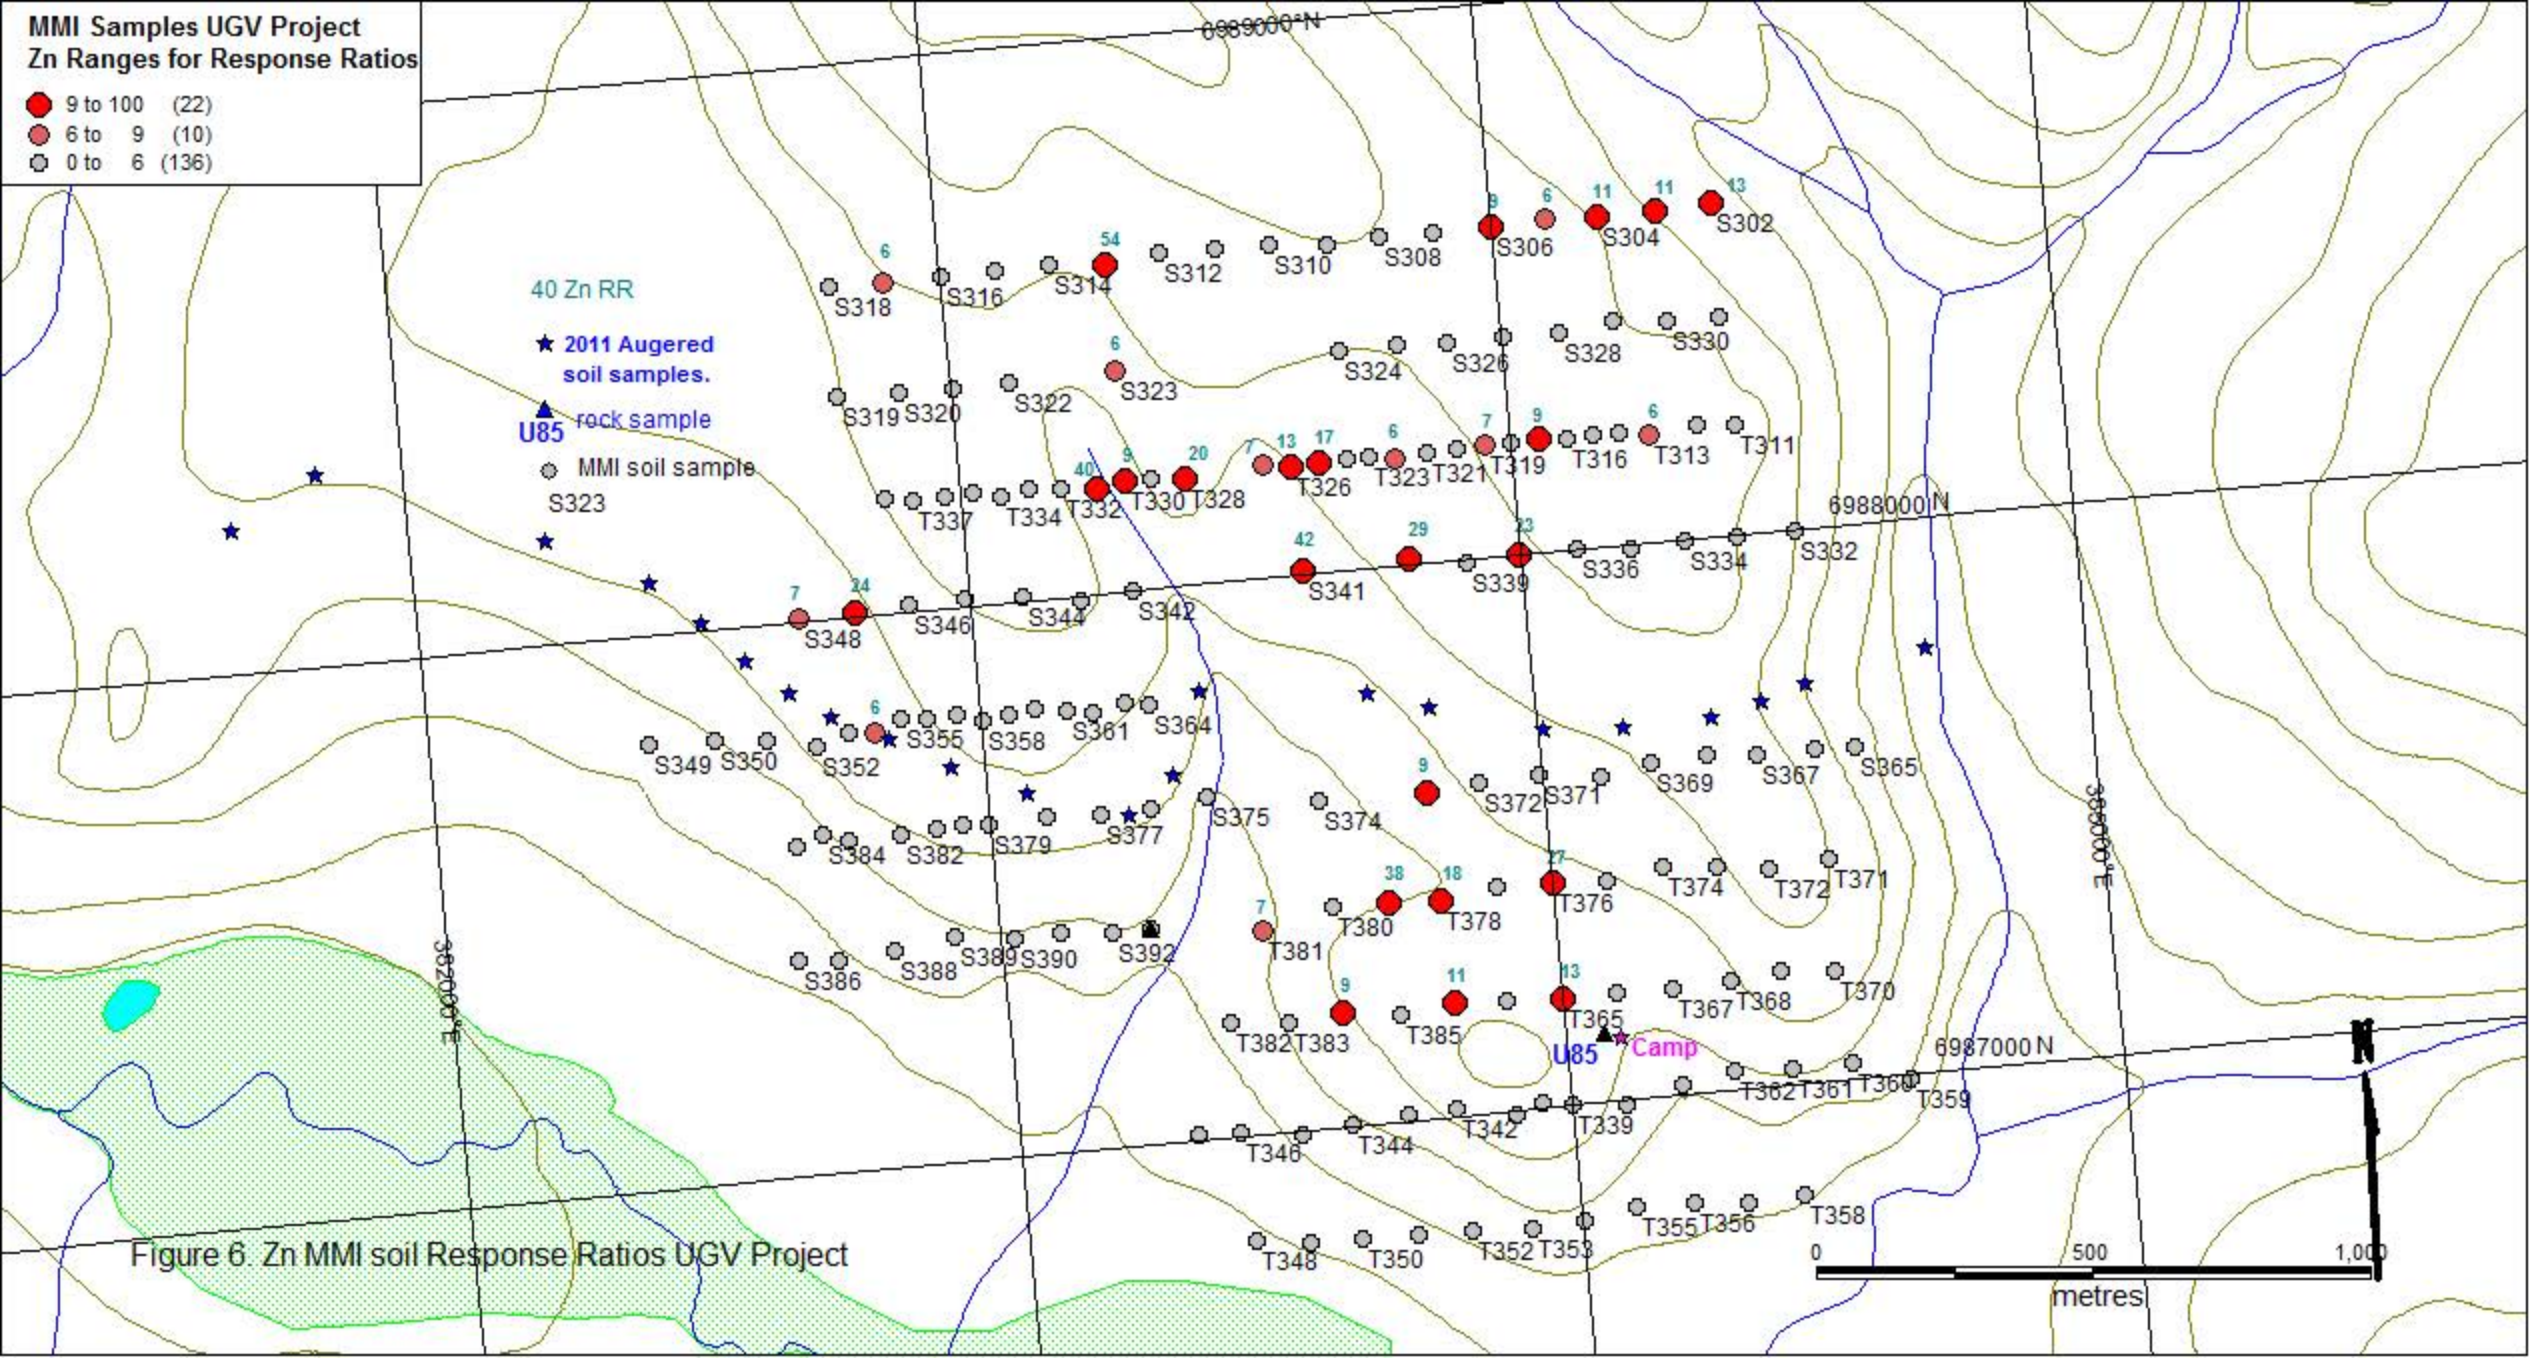 MMI Samples UGV Project
Zn Ranges for Response Ratios
9 to 100 (22)
6 to 9 (10)
0 to 6 (136)
6989000°N
9 6 11 11 13
S306 S304 S302
6 54
S318 S316 S314 S312 S310 S308
40 Zn RR
2011 Augered
soil samples.
rock sample
U85
MMI soil sample
S323
6
S319 S320 S322 S323 S324 S326 S328 S330
40 9 20 7 13 17 6 7 9 6
T337 T334 T332 T330 T328 T326 T323 T321 T319 T316 T313 T311
6988000 N
7 24 42 29 23
S348 S346 S344 S342 S341 S339 S336 S334 S332
6
S349 S350 S352 S355 S358 S361 S364
9
S372 S371 S369 S367 S365
S384 S382 S379 S377 S375 S374
385000°E
7 38 18 27
T381 T380 T378 T376 T374 T372 T371
S386 S388 S389 S390 S392
382000°E
9 11 13
T382 T383 T385 T365 T367 T368 T370
U85 Camp
6987000 N
T346 T344 T342 T339 T362 T361 T360 T359
T348 T350 T352 T353 T355 T356 T358
N
0 500 1,000
metres
Figure 6. Zn MMI soil Response Ratios UGV Project